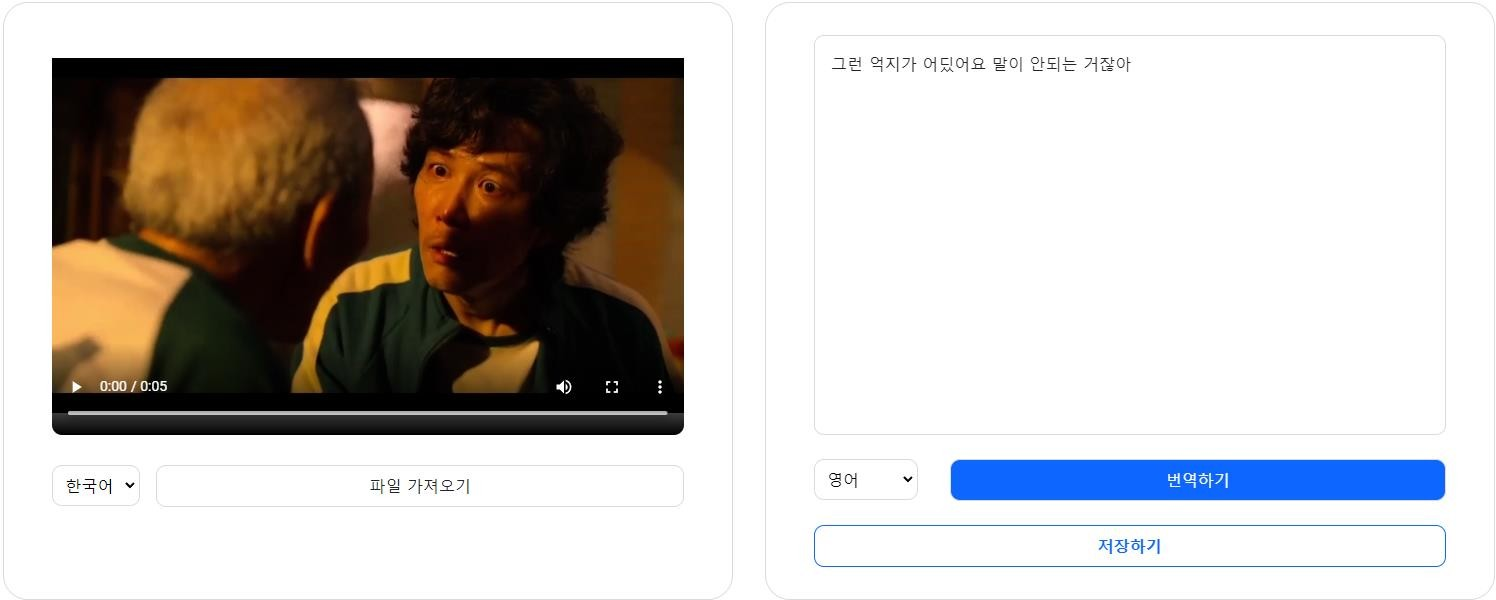 0:00 / 0:05
한국어
파일 가져오기
그런 억지가 어딨어요 말이 안되는 거잖아
영어
번역하기
저장하기